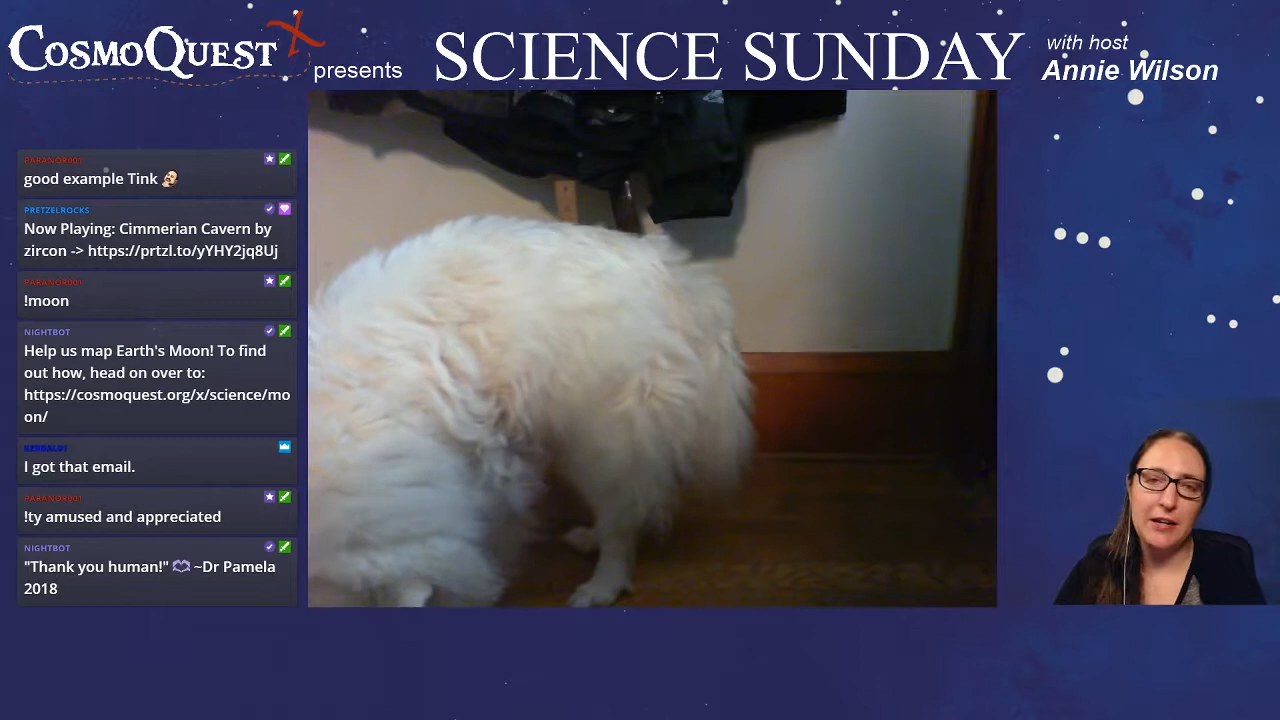 CosmoQuest X
presents
SCIENCE SUNDAY
with host
Annie Wilson
PARANOR001
good example Tink
PRETZELROCKS
Now Playing: Cimmerian Cavern by
zircon -> https://prtzl.to/yYHY2jq8Uj
PARANOR001
!moon
NIGHTBOT
Help us map Earth's Moon! To find
out how, head on over to:
https://cosmoquest.org/x/science/mo
on/
I got that email.
PARANOR001
!ty amused and appreciated
NIGHTBOT
"Thank you human!" ~Dr Pamela
2018